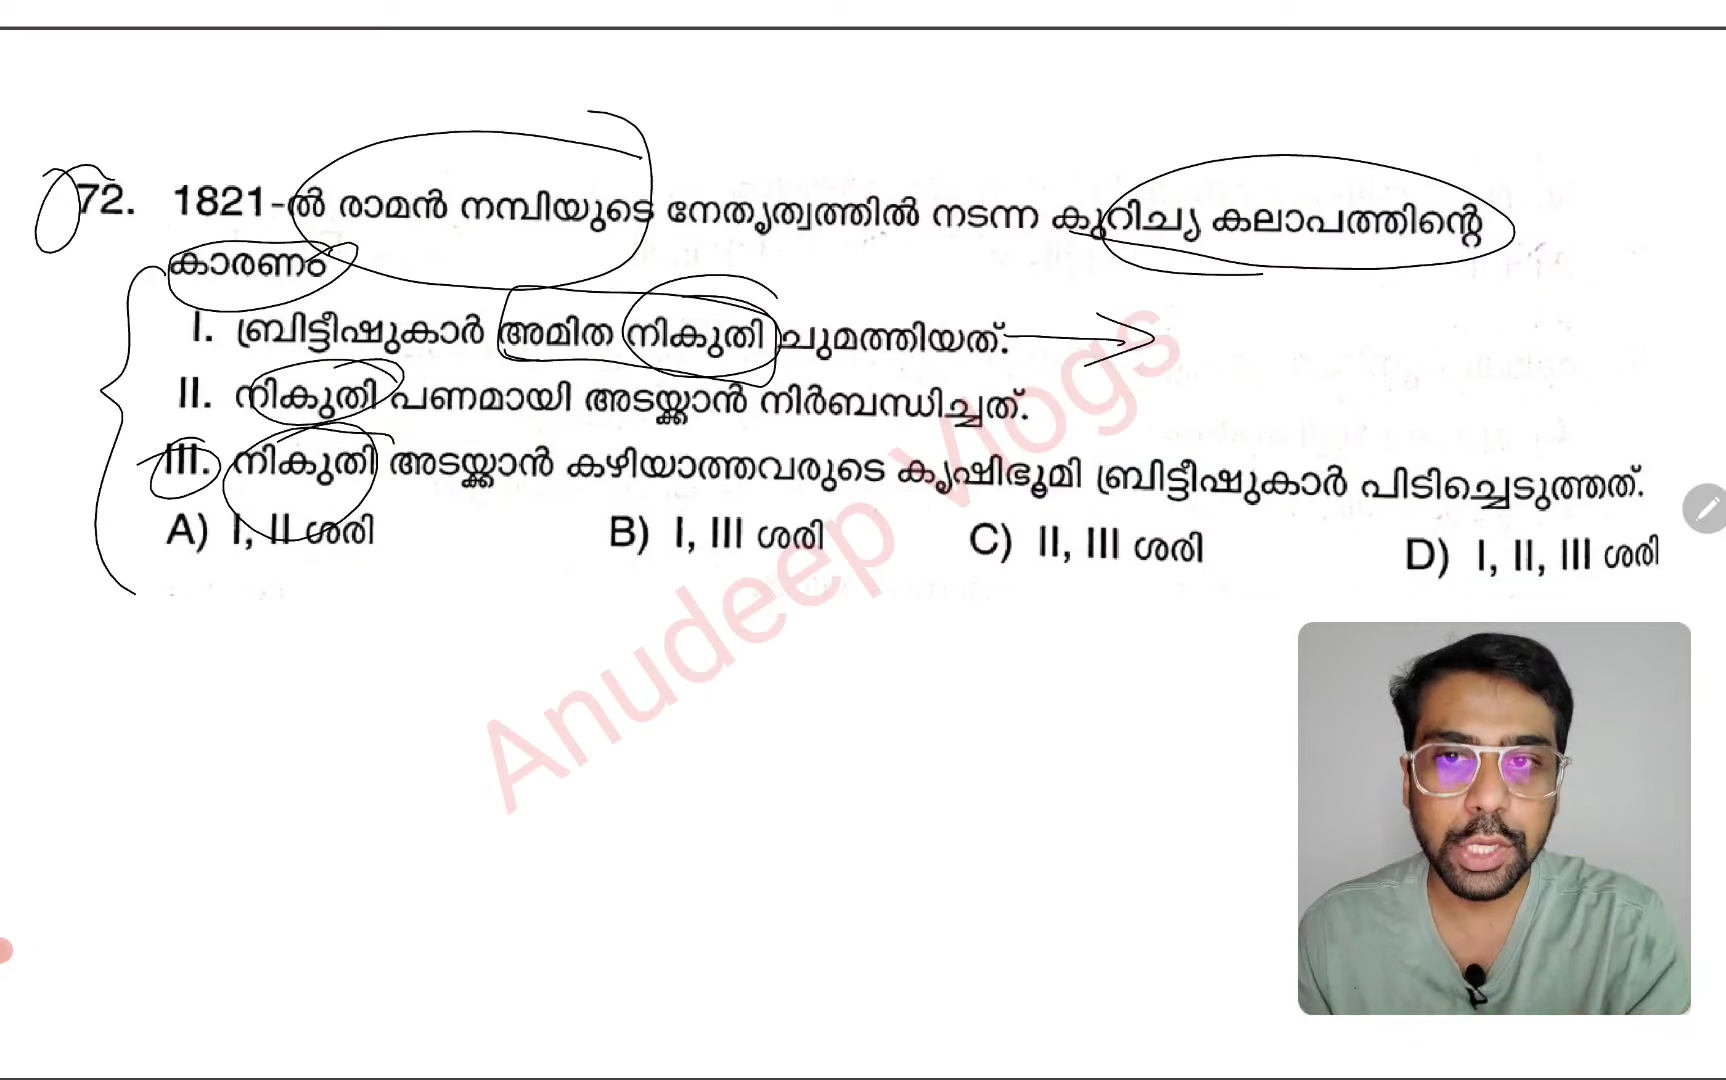 72. 1821-ൽ രാമൻ നമ്പിയുടെ നേതൃത്വത്തിൽ നടന്ന കുറിച്യ കലാപത്തിന്റെ
കാരണം
I. ബ്രിട്ടീഷുകാർ അമിത നികുതി ചുമത്തിയത്.
II. നികുതി പണമായി അടയ്ക്കാൻ നിർബന്ധിച്ചത്.
III. നികുതി അടയ്ക്കാൻ കഴിയാത്തവരുടെ കൃഷിഭൂമി ബ്രിട്ടീഷുകാർ പിടിച്ചെടുത്തത്.
A) I, II ശരി B) I, III ശരി C) II, III ശരി D) I, II, III ശരി
Anudeep Vlogs